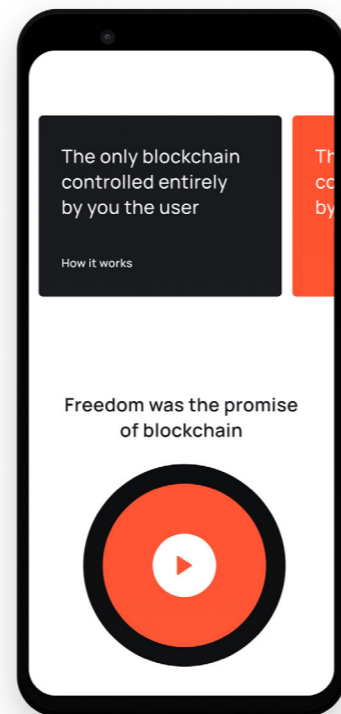 The only blockchain
controlled entirely
by you the user
How it works
Freedom was the promise
of blockchain